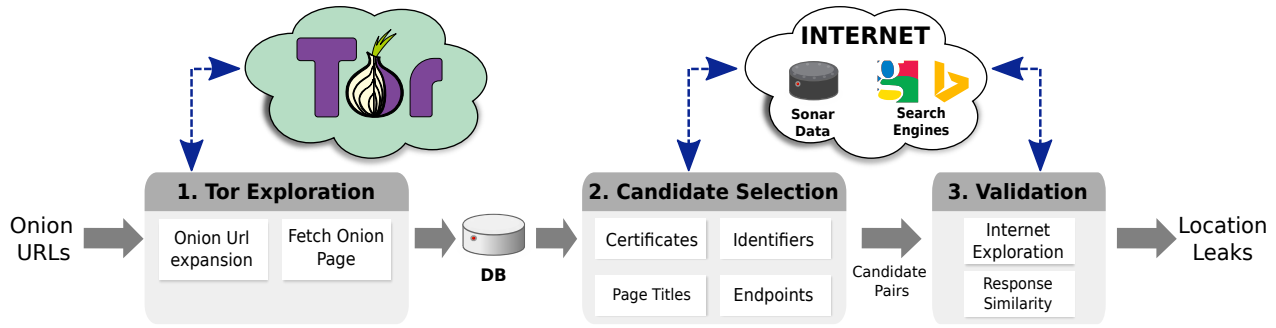 Tor
INTERNET
Sonar
Data
Search
Engines
Onion
URLs
1. Tor Exploration
Onion Url
expansion
Fetch Onion
Page
DB
2. Candidate Selection
Certificates
Identifiers
Page Titles
Endpoints
Candidate
Pairs
3. Validation
Internet
Exploration
Response
Similarity
Location
Leaks